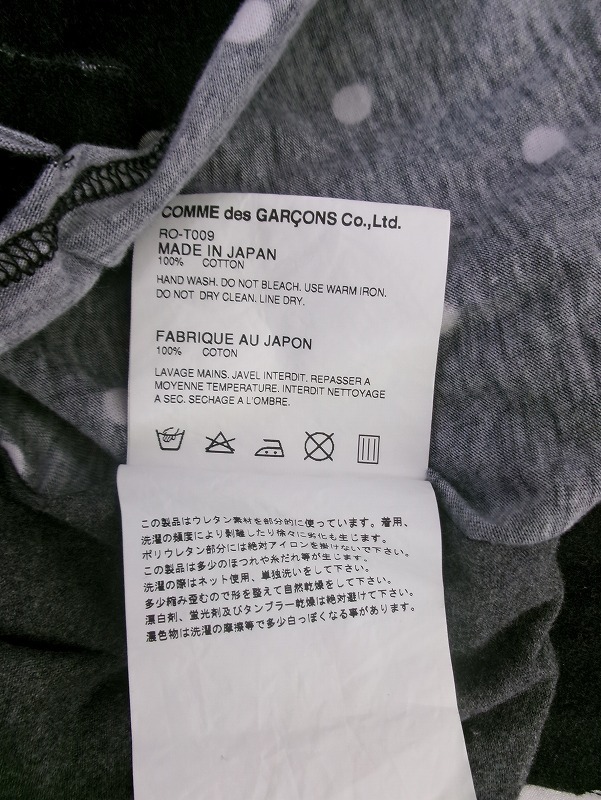 COMME des GARÇONS Co.,Ltd.
RO-T009
MADE IN JAPAN
100% COTTON
HAND WASH. DO NOT BLEACH. USE WARM IRON.
DO NOT DRY CLEAN. LINE DRY.
FABRIQUE AU JAPON
100% COTON
LAVAGE MAINS. JAVEL INTERDIT. REPASSER A
MOYENNE TEMPERATURE. INTERDIT NETTOYAGE
A SEC. SECHAGE A L'OMBRE.
この製品はウレタン素材を部分的に使っています。着用、
洗濯の頻度により剥離したり徐々に劣化も生じます。
ポリウレタン部分には絶対アイロンを掛けないで下さい。
この製品は多少のほつれや糸だれ等が生じます。
洗濯の際はネット使用、単独洗いをして下さい。
多少縮み歪むので形を整えて自然乾燥をして下さい。
漂白剤、蛍光剤及びタンブラー乾燥は絶対避けて下さい。
濃色物は洗濯の摩擦等で多少白っぽくなる事があります。